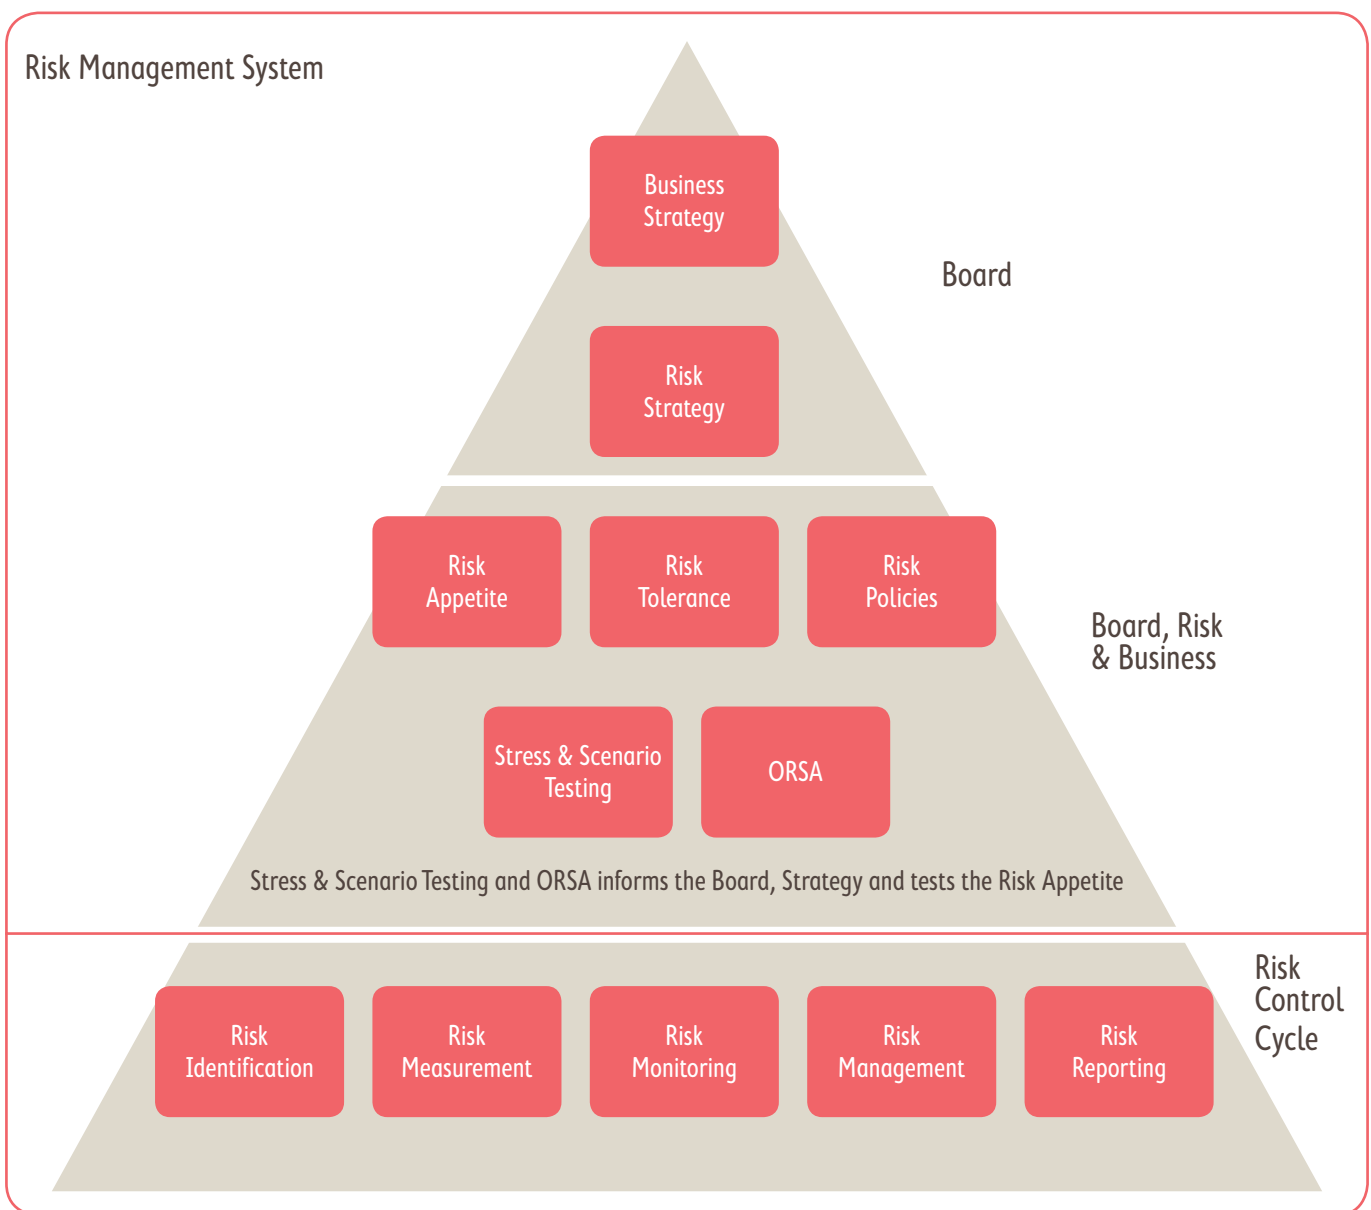 Risk Management System
Business
Strategy
Board
Risk
Strategy
Risk
Appetite
Risk
Tolerance
Risk
Policies
Board, Risk
& Business
Stress & Scenario
Testing
ORSA
Stress & Scenario Testing and ORSA informs the Board, Strategy and tests the Risk Appetite
Risk
Control
Cycle
Risk
Identification
Risk
Measurement
Risk
Monitoring
Risk
Management
Risk
Reporting